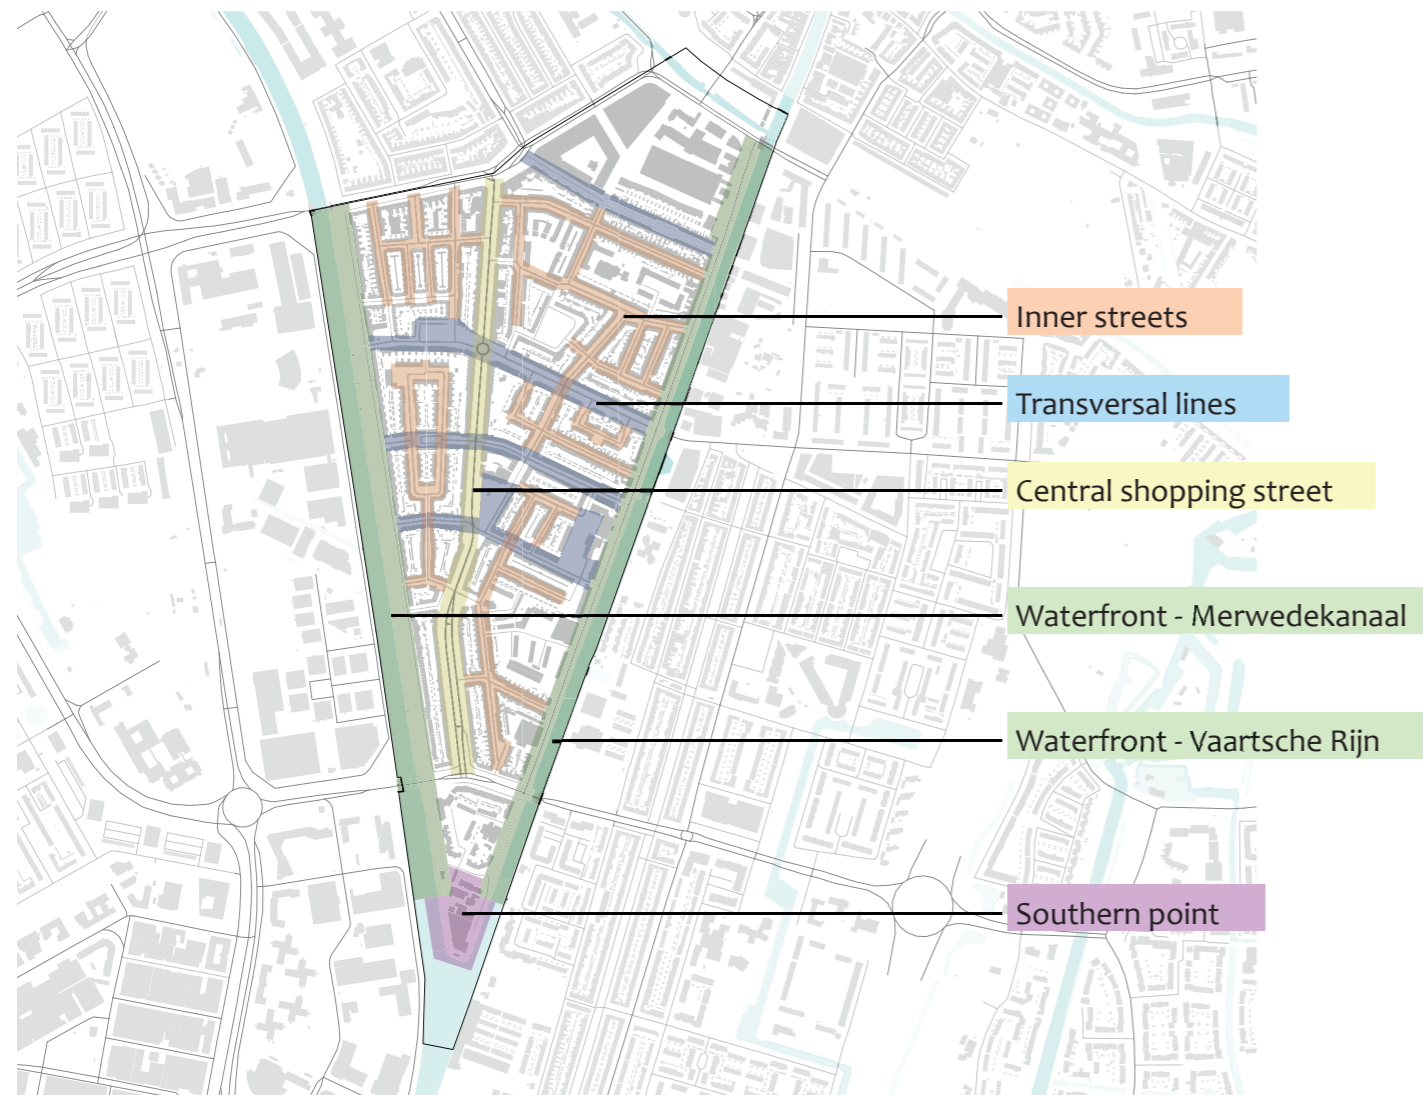 Inner streets
Transversal lines
Central shopping street
Waterfront - Merwedekanaal
Waterfront - Vaartsche Rijn
Southern point